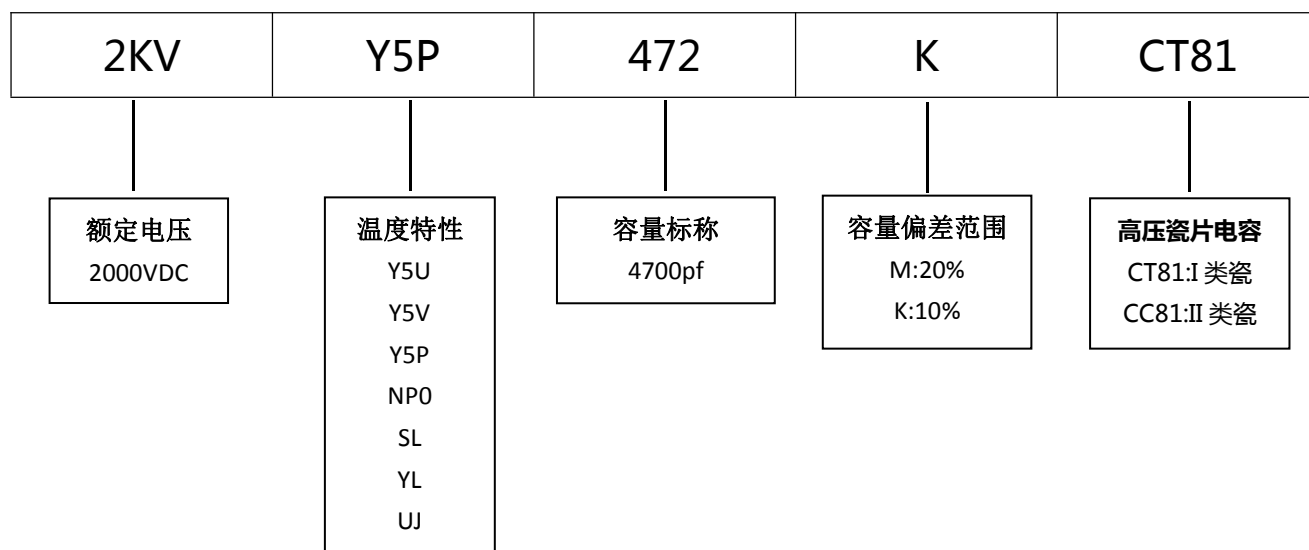 2KV
Y5P
472
K
CT81
额定电压
2000VDC
温度特性
Y5U
Y5V
Y5P
NP0
SL
YL
UJ
容量标称
4700pf
容量偏差范围
M:20%
K:10%
高压瓷片电容
CT81:I 类瓷
CC81:II 类瓷